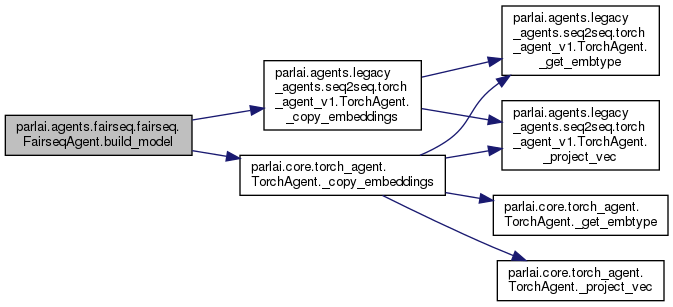 parlai.agents.fairseq.fairseq.
FairseqAgent.build_model
parlai.agents.legacy
_agents.seq2seq.torch
_agent_v1.TorchAgent.
_copy_embeddings
parlai.core.torch_agent.
TorchAgent._copy_embeddings
parlai.agents.legacy
_agents.seq2seq.torch
_agent_v1.TorchAgent.
_get_embtype
parlai.agents.legacy
_agents.seq2seq.torch
_agent_v1.TorchAgent.
_project_vec
parlai.core.torch_agent.
TorchAgent._get_embtype
parlai.core.torch_agent.
TorchAgent._project_vec